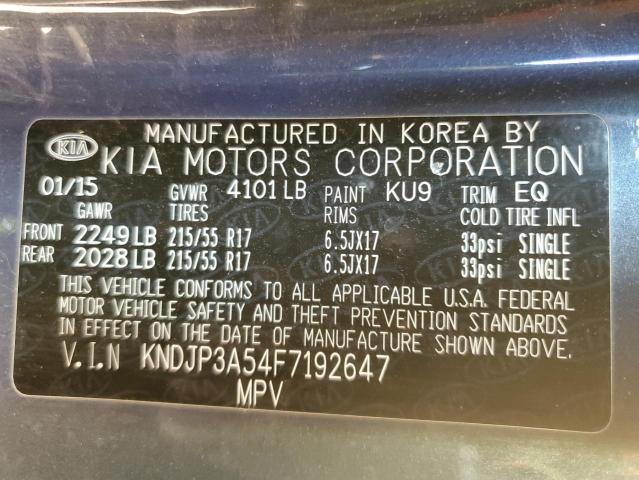 KIA MANUFACTURED IN KOREA BY
KIA MOTORS CORPORATION
01/15 GVWR 4101 LB PAINT KU9 TRIM EQ
GAWR TIRES RIMS COLD TIRE INFL
FRONT 2249 LB 215/55 R17 6.5JX17 33psi SINGLE
REAR 2028 LB 215/55 R17 6.5JX17 33psi SINGLE
THIS VEHICLE CONFORMS TO ALL APPLICABLE U.S.A. FEDERAL
MOTOR VEHICLE SAFETY AND THEFT PREVENTION STANDARDS
IN EFFECT ON THE DATE OF MANUFACTURE SHOWN ABOVE.
V.I.N KNDJP3A54F7192647
MPV